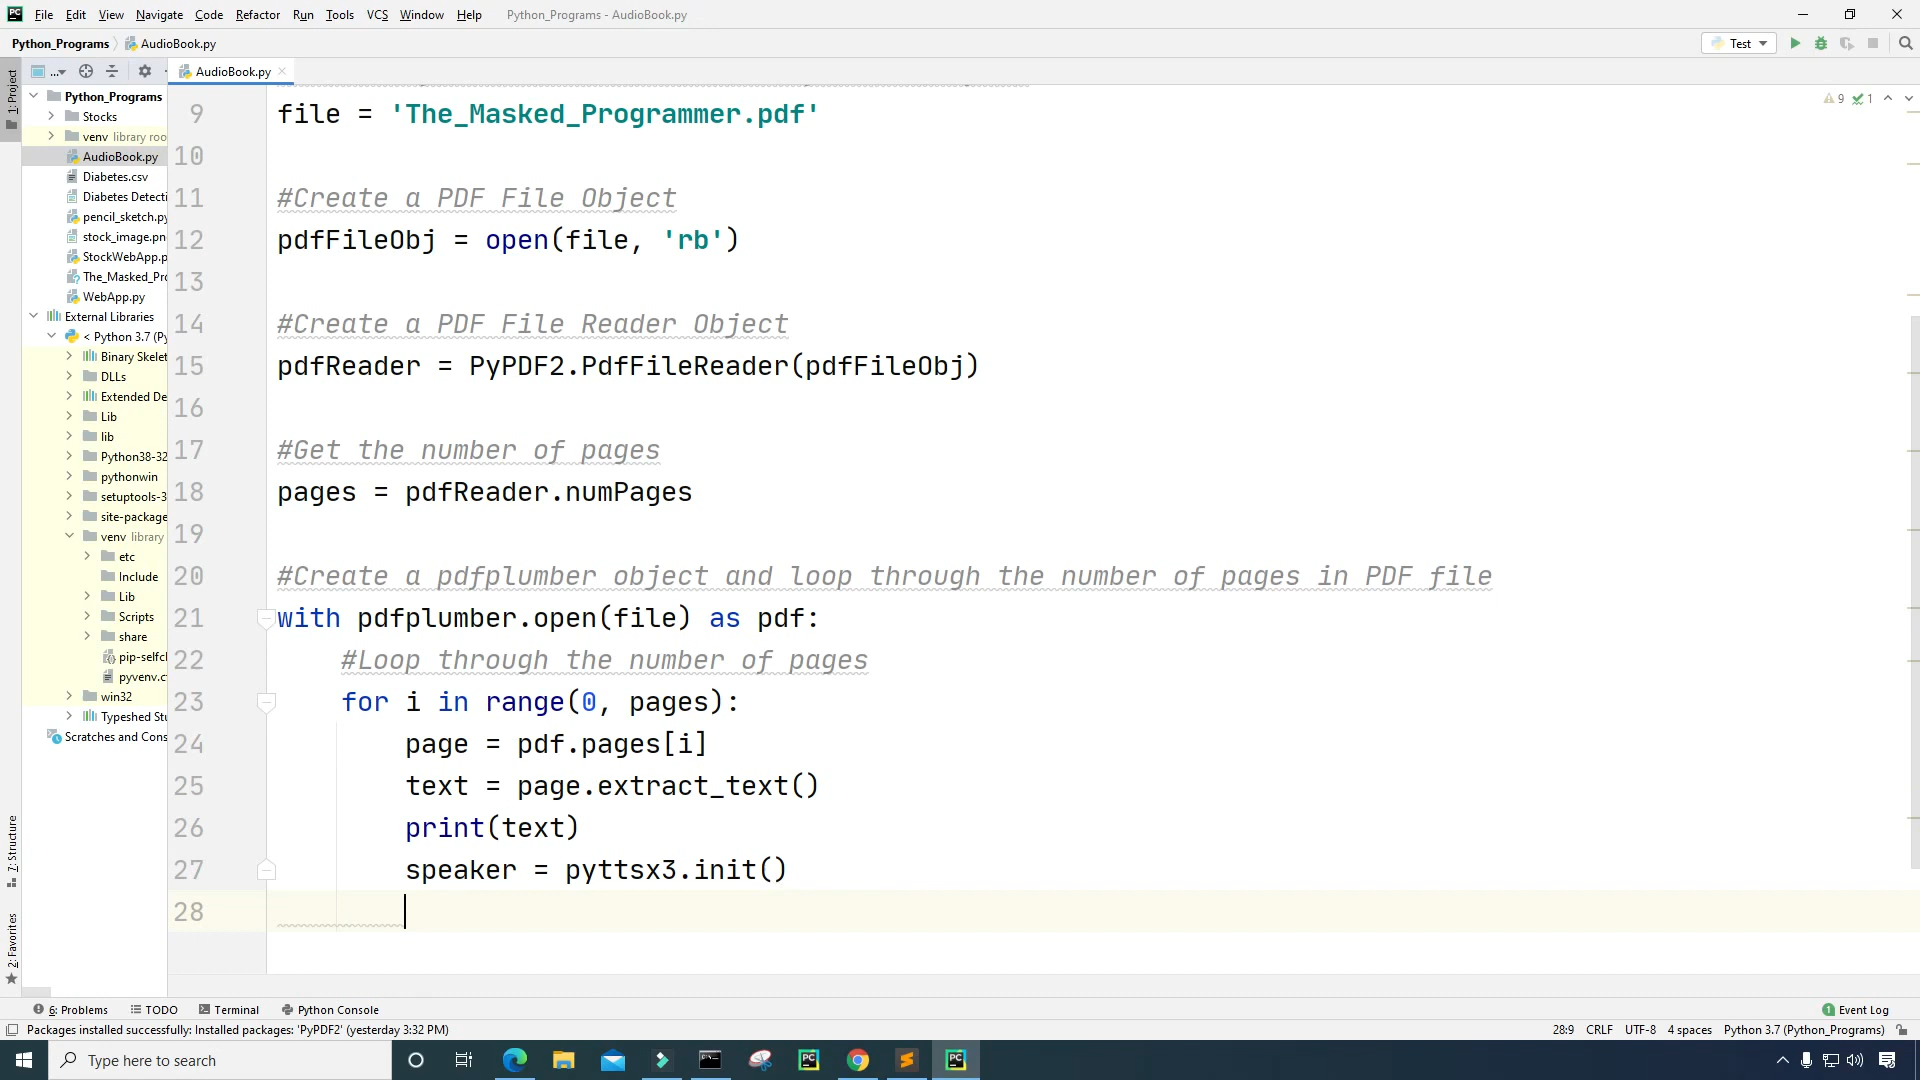 File Edit View Navigate Code Refactor Run Tools VCS Window Help Python_Programs - AudioBook.py
Python_Programs AudioBook.py Test
1: Project
7: Structure
2: Favorites
Python_Programs
Stocks
venv library roo
AudioBook.py
Diabetes.csv
Diabetes Detecti
pencil_sketch.py
stock_image.pn
StockWebApp.p
The_Masked_Pro
WebApp.py
External Libraries
< Python 3.7 (Py
Binary Skelet
DLLs
Extended De
Lib
lib
Python38-32
pythonwin
setuptools-3
site-package
venv library
etc
Include
Lib
Scripts
share
pip-selfcl
pyvenv.c
win32
Typeshed Stu
Scratches and Cons
AudioBook.py
9 1
9 file = 'The_Masked_Programmer.pdf'
10
11 #Create a PDF File Object
12 pdfFileObj = open(file, 'rb')
13
14 #Create a PDF File Reader Object
15 pdfReader = PyPDF2.PdfFileReader(pdfFileObj)
16
17 #Get the number of pages
18 pages = pdfReader.numPages
19
20 #Create a pdfplumber object and loop through the number of pages in PDF file
21 with pdfplumber.open(file) as pdf:
22 #Loop through the number of pages
23 for i in range(0, pages):
24 page = pdf.pages[i]
25 text = page.extract_text()
26 print(text)
27 speaker = pyttsx3.init()
28
6: Problems TODO Terminal Python Console 1 Event Log
Packages installed successfully: Installed packages: 'PyPDF2' (yesterday 3:32 PM) 28:9 CRLF UTF-8 4 spaces Python 3.7 (Python_Programs)
Type here to search